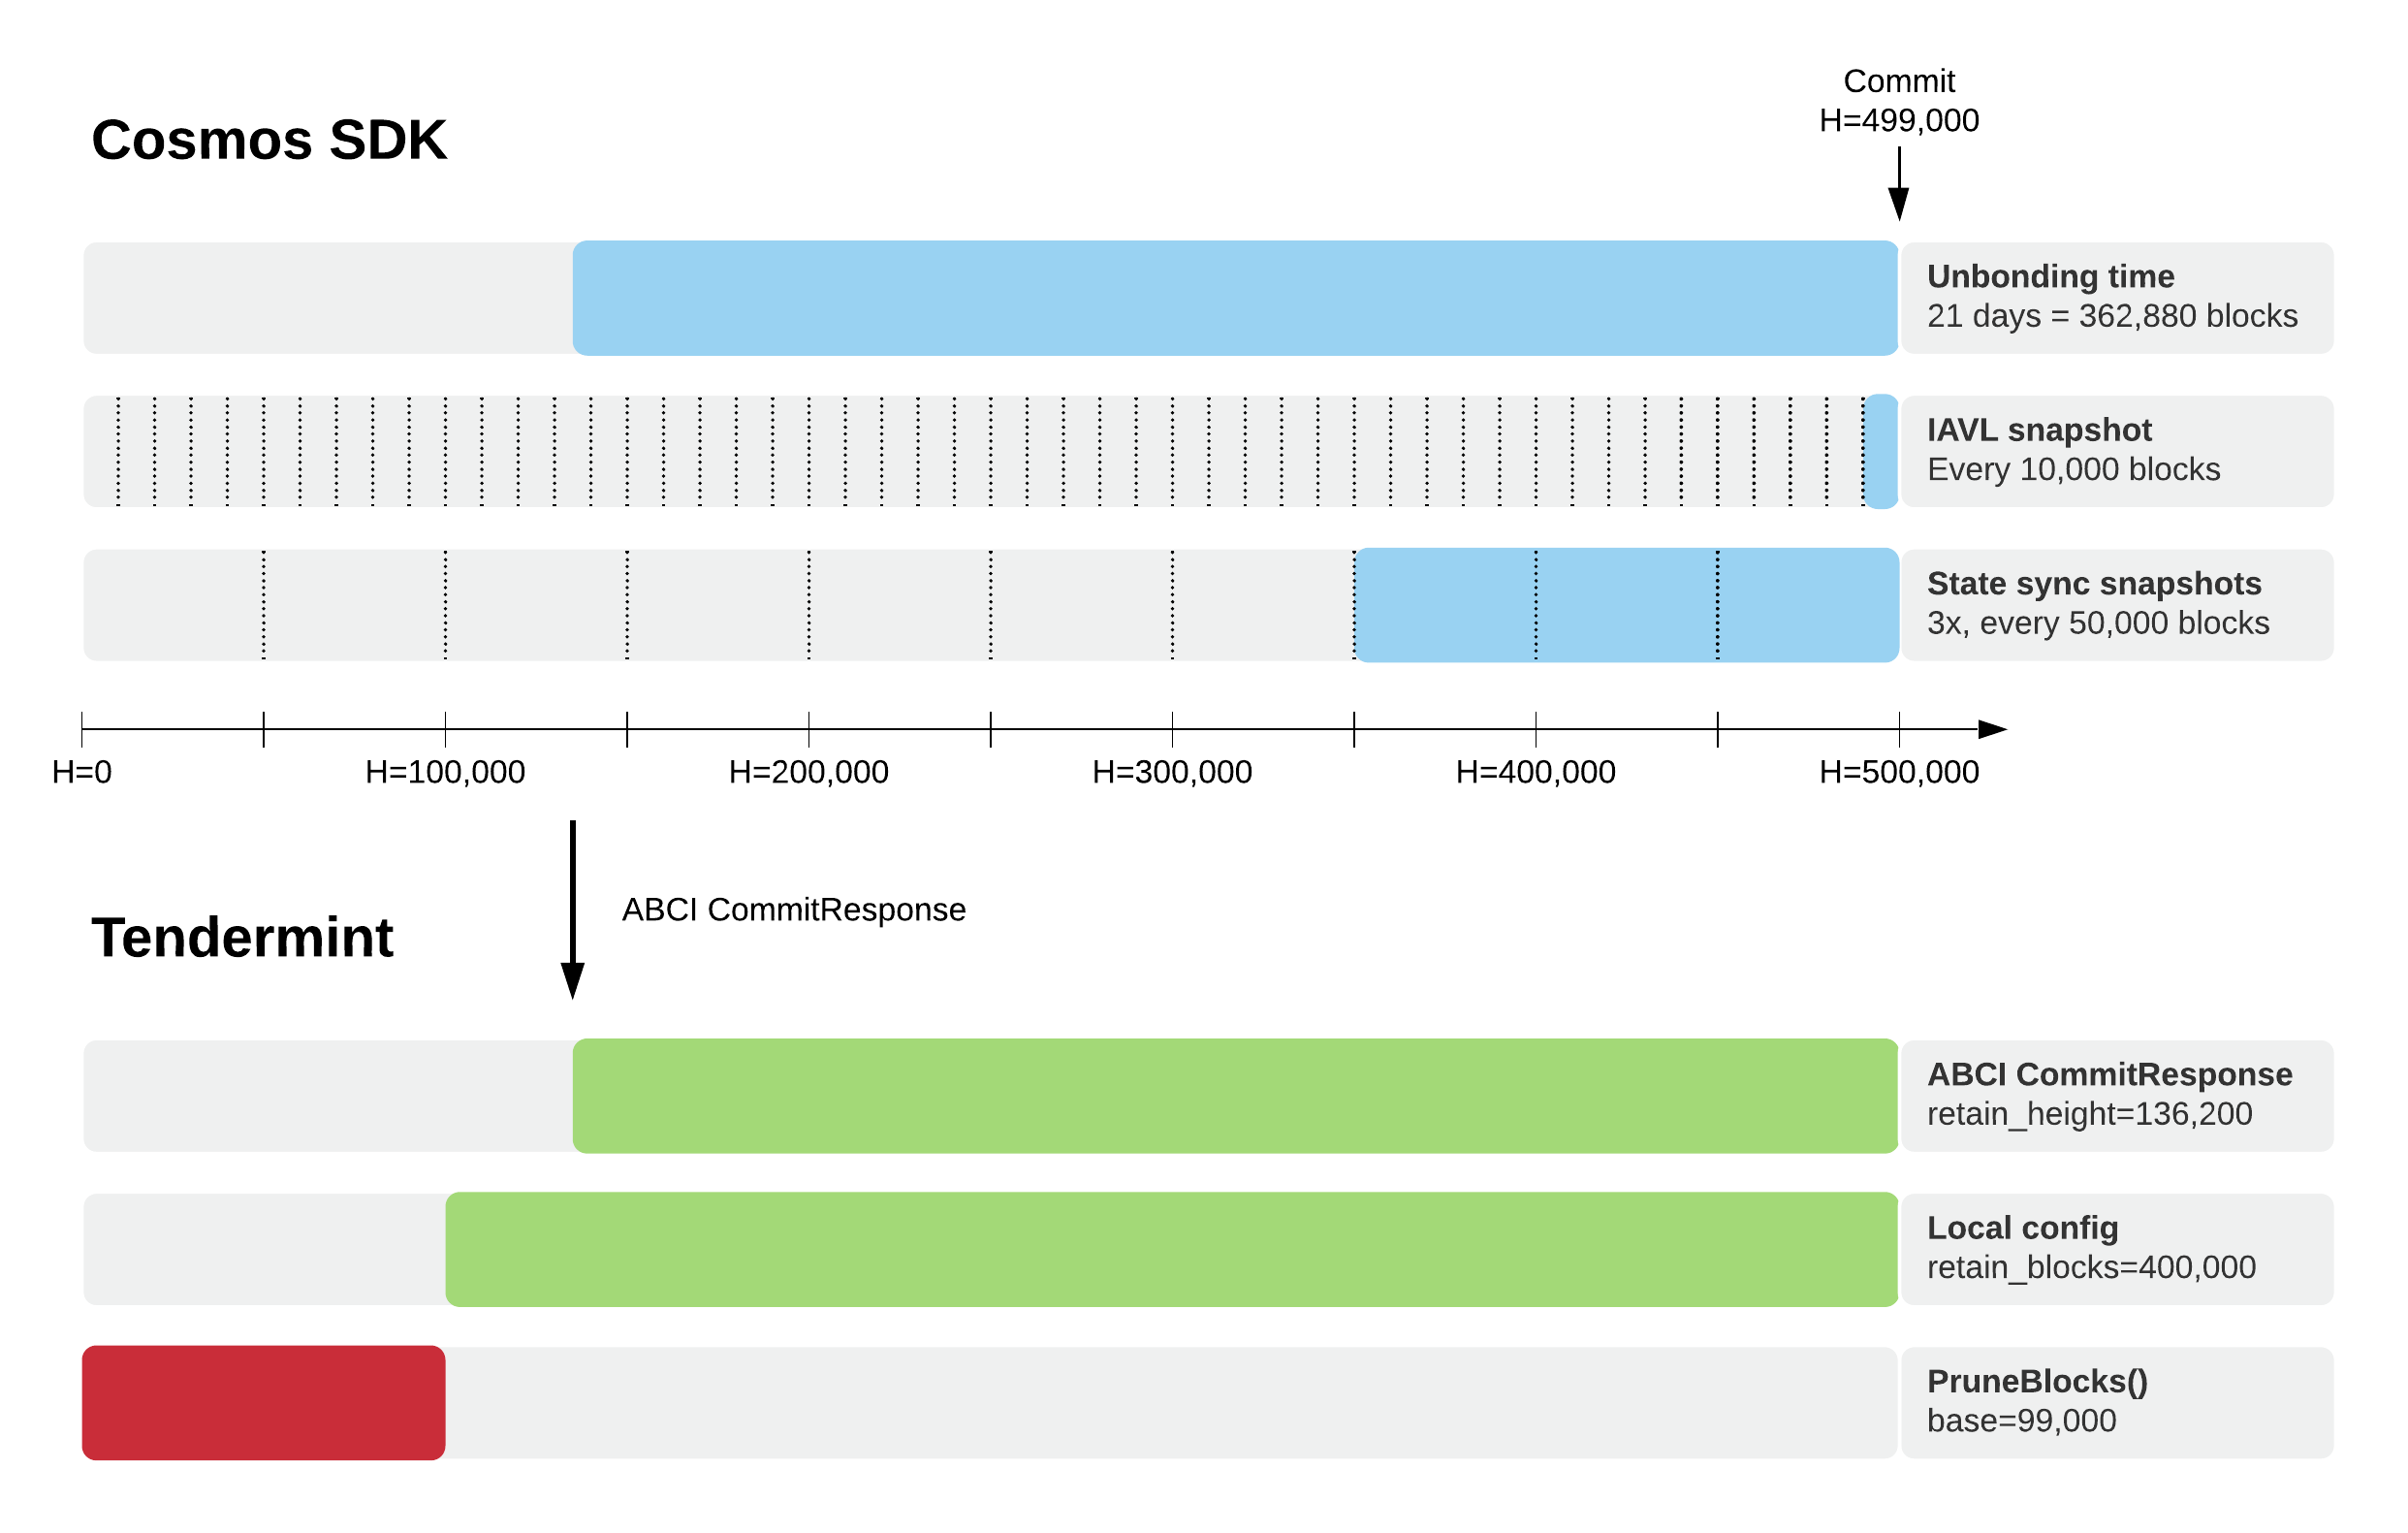 Commit
H=499,000
Cosmos SDK
Unbonding time
21 days = 362,880 blocks
IAVL snapshot
Every 10,000 blocks
State sync snapshots
3x, every 50,000 blocks
H=0
H=100,000
H=200,000
H=300,000
H=400,000
H=500,000
ABCI CommitResponse
Tendermint
ABCI CommitResponse
retain_height=136,200
Local config
retain_blocks=400,000
PruneBlocks()
base=99,000